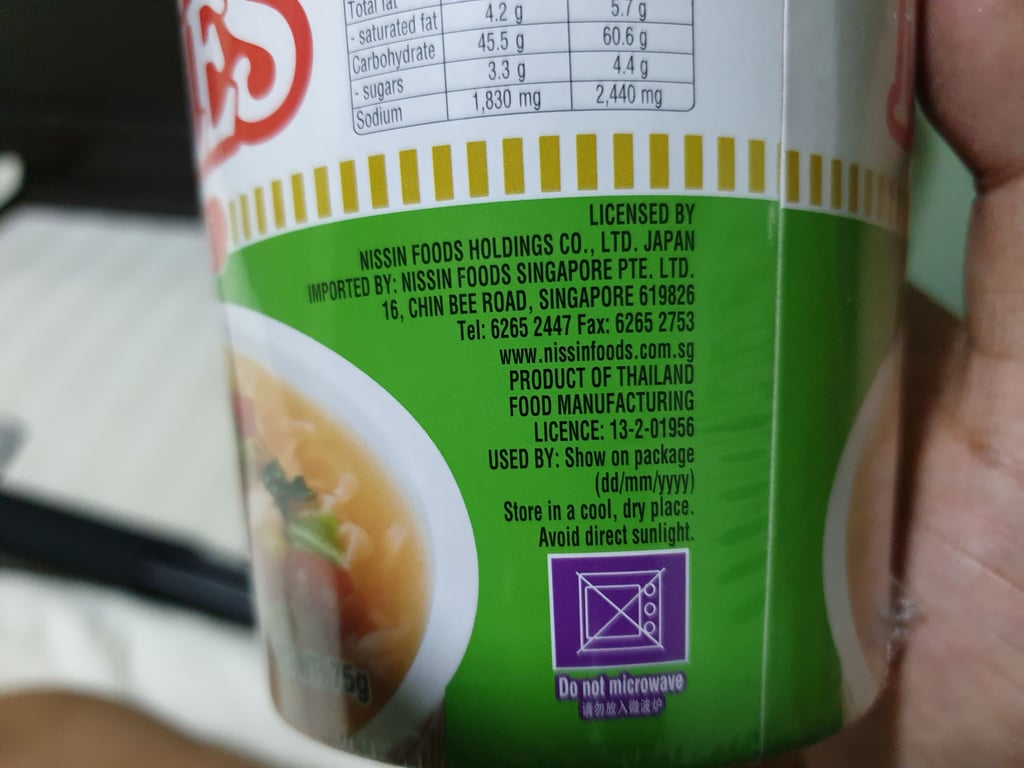 ES
Total fat 4.2 g 5.7 g
- saturated fat
Carbohydrate 45.5 g 60.6 g
- sugars 3.3 g 4.4 g
Sodium 1,830 mg 2,440 mg
LICENSED BY
NISSIN FOODS HOLDINGS CO., LTD. JAPAN
IMPORTED BY: NISSIN FOODS SINGAPORE PTE. LTD.
16, CHIN BEE ROAD, SINGAPORE 619826
Tel: 6265 2447 Fax: 6265 2753
www.nissinfoods.com.sg
PRODUCT OF THAILAND
FOOD MANUFACTURING
LICENCE: 13-2-01956
USED BY: Show on package
(dd/mm/yyyy)
Store in a cool, dry place.
Avoid direct sunlight.
75g
Do not microwave
请勿放入微波炉